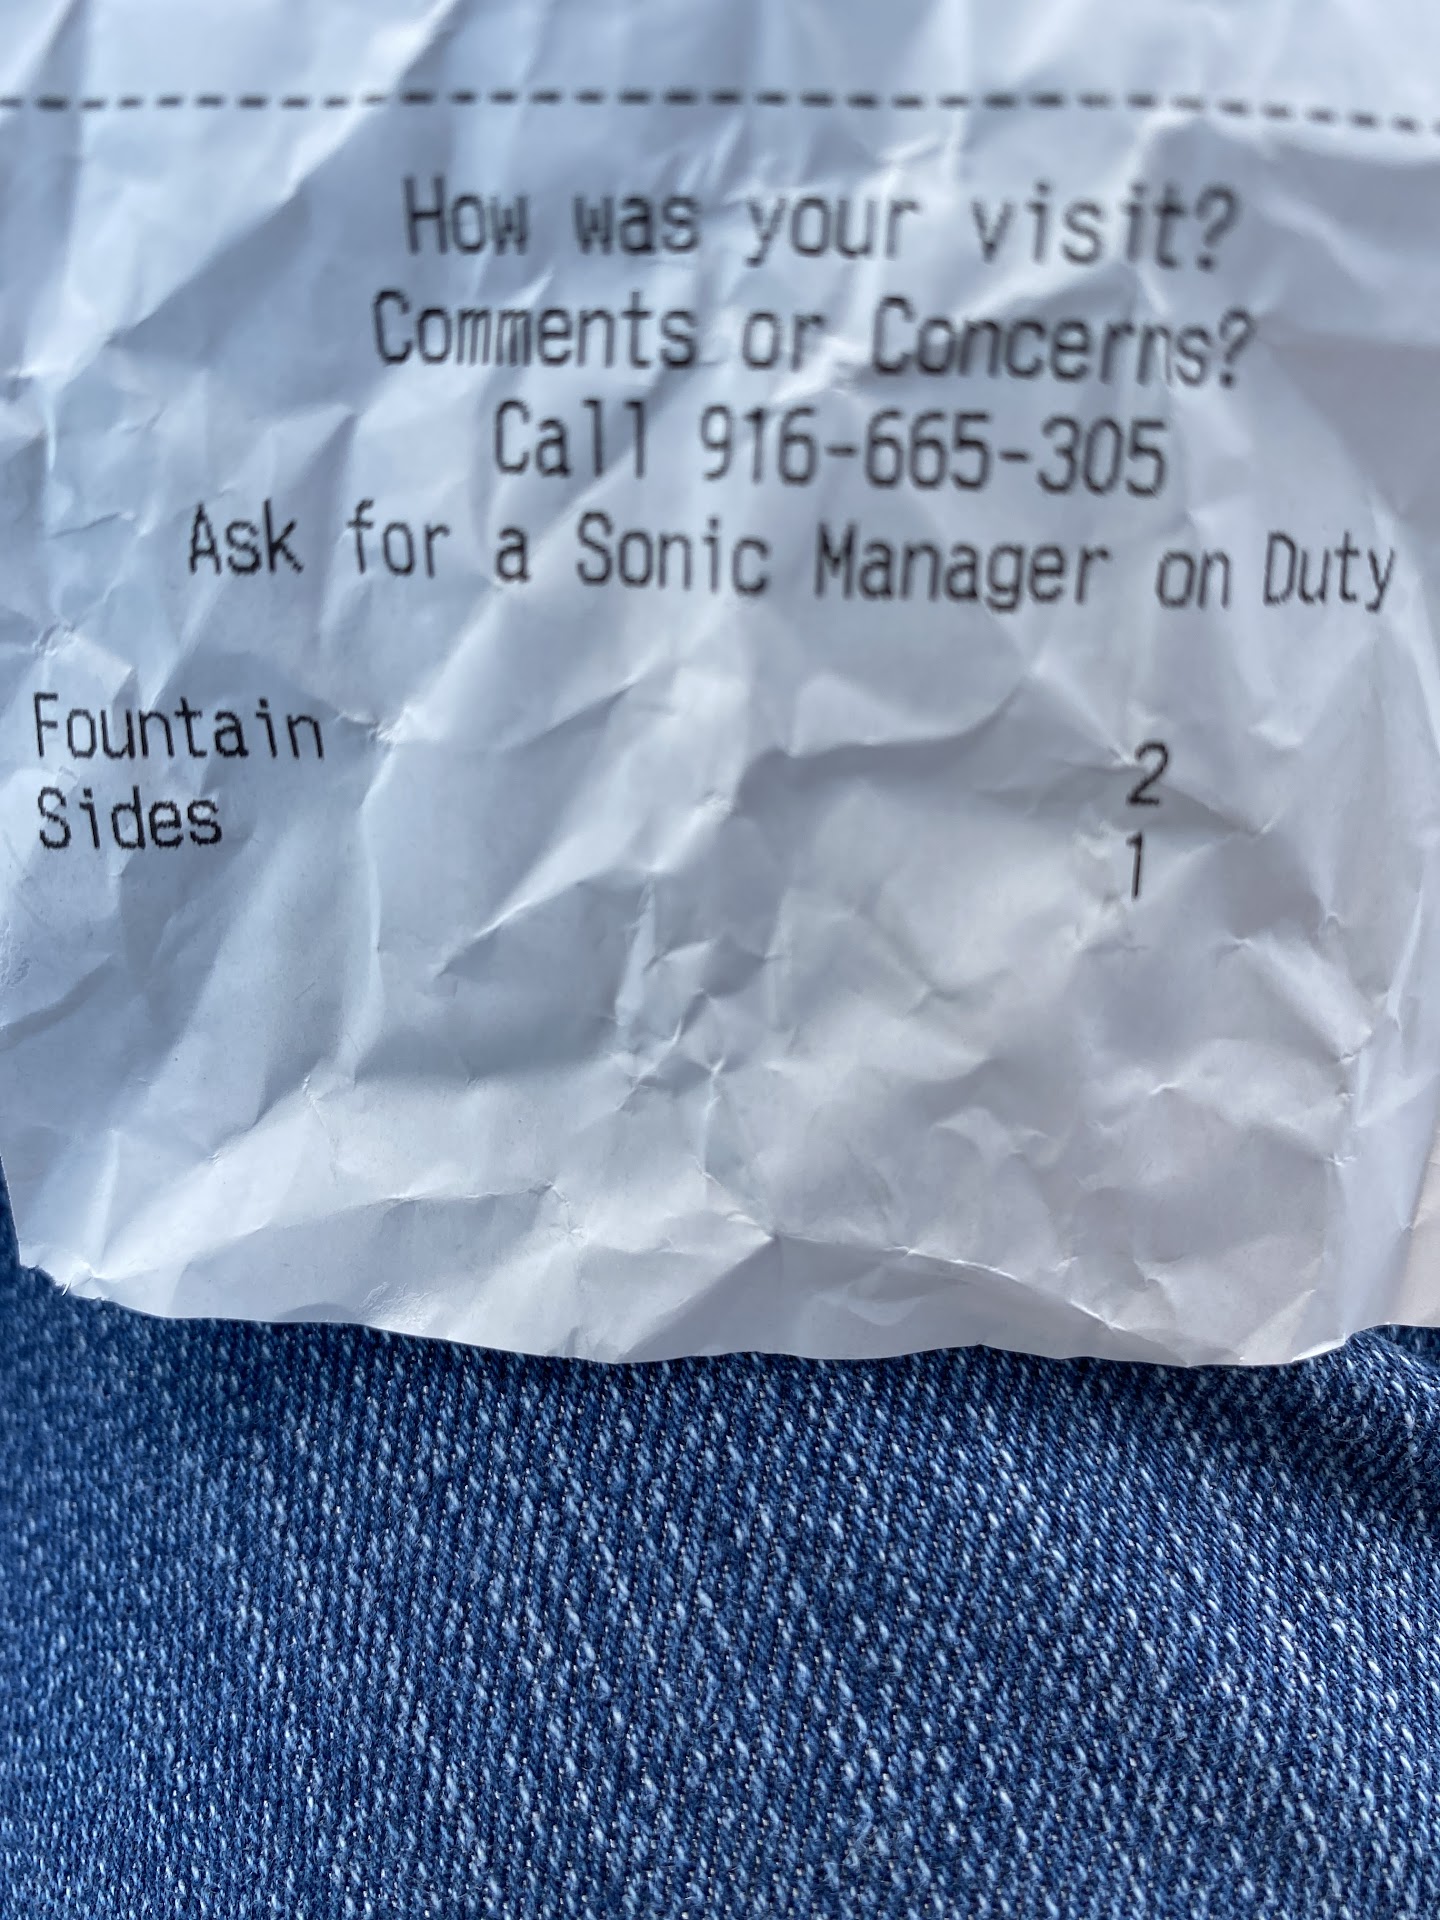 How was your visit?
Comments or Concerns?
Call 916-665-305
Ask for a Sonic Manager on Duty
Fountain 2
Sides 1